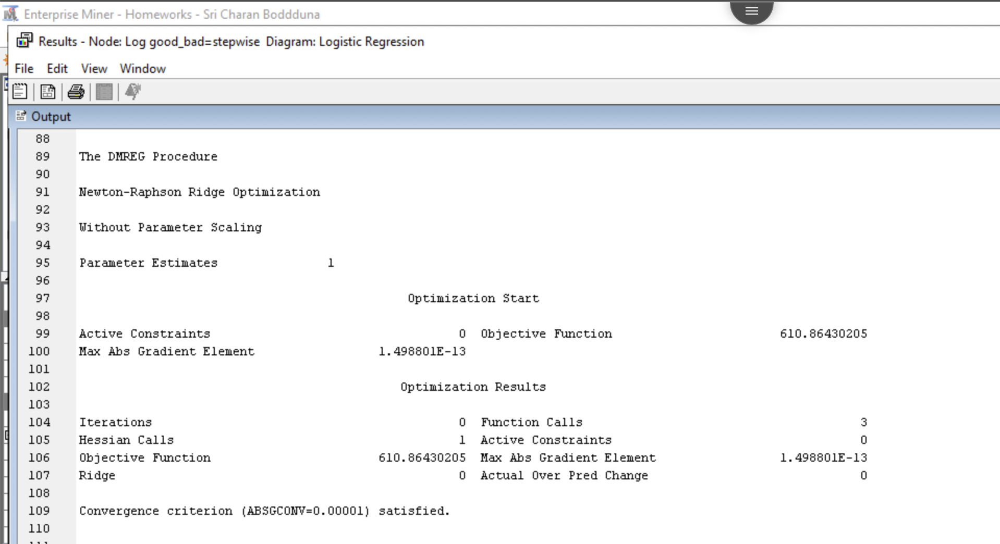 Enterprise Miner - Homeworks - Sri Charan Boddduna
Results - Node: Log good_bad=stepwise Diagram: Logistic Regression
File Edit View Window
Output
88
89 The DMREG Procedure
90
91 Newton-Raphson Ridge Optimization
92
93 Without Parameter Scaling
94
95 Parameter Estimates 1
96
97 Optimization Start
98
99 Active Constraints 0 Objective Function 610.86430205
100 Max Abs Gradient Element 1.498801E-13
101
102 Optimization Results
103
104 Iterations 0 Function Calls 3
105 Hessian Calls 1 Active Constraints 0
106 Objective Function 610.86430205 Max Abs Gradient Element 1.498801E-13
107 Ridge 0 Actual Over Pred Change 0
108
109 Convergence criterion (ABSGCONV=0.00001) satisfied.
110